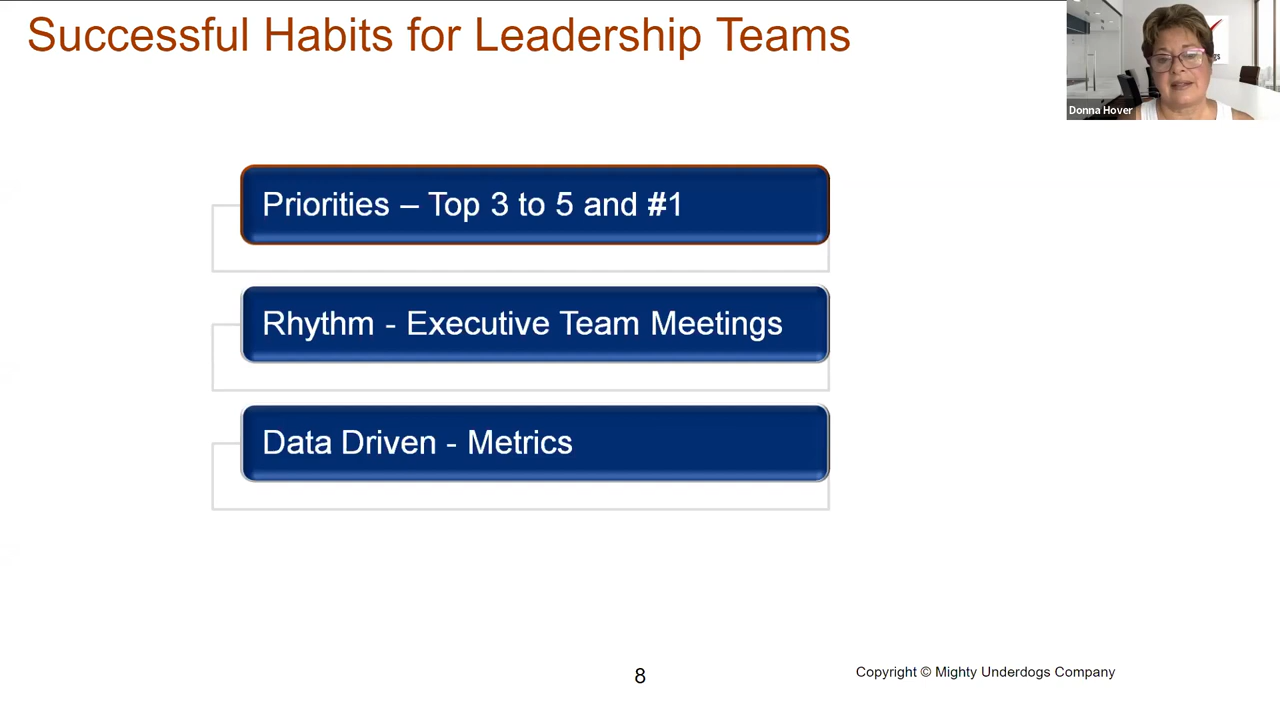 Successful Habits for Leadership Teams
Donna Hover
Priorities – Top 3 to 5 and #1
Rhythm - Executive Team Meetings
Data Driven - Metrics
8
Copyright © Mighty Underdogs Company